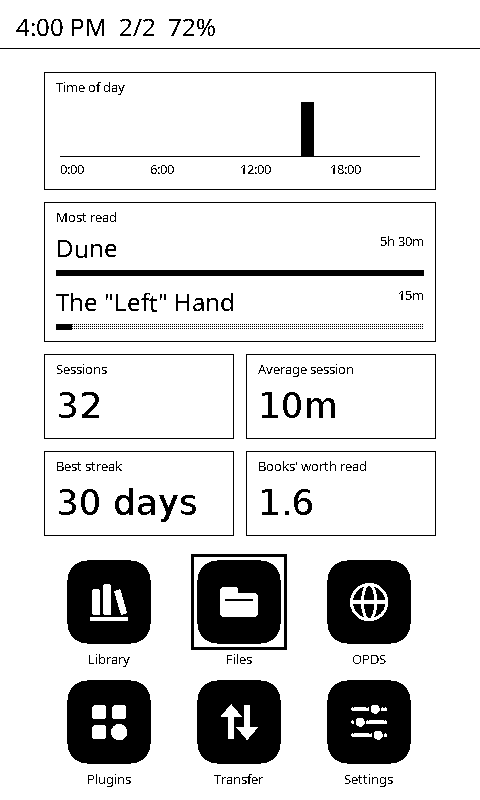 4:00 PM 2/2 72%
Time of day
0:00 6:00 12:00 18:00
Most read
Dune 5h 30m
The "Left" Hand 15m
Sessions
32
Average session
10m
Best streak
30 days
Books' worth read
1.6
Library Files OPDS
Plugins Transfer Settings